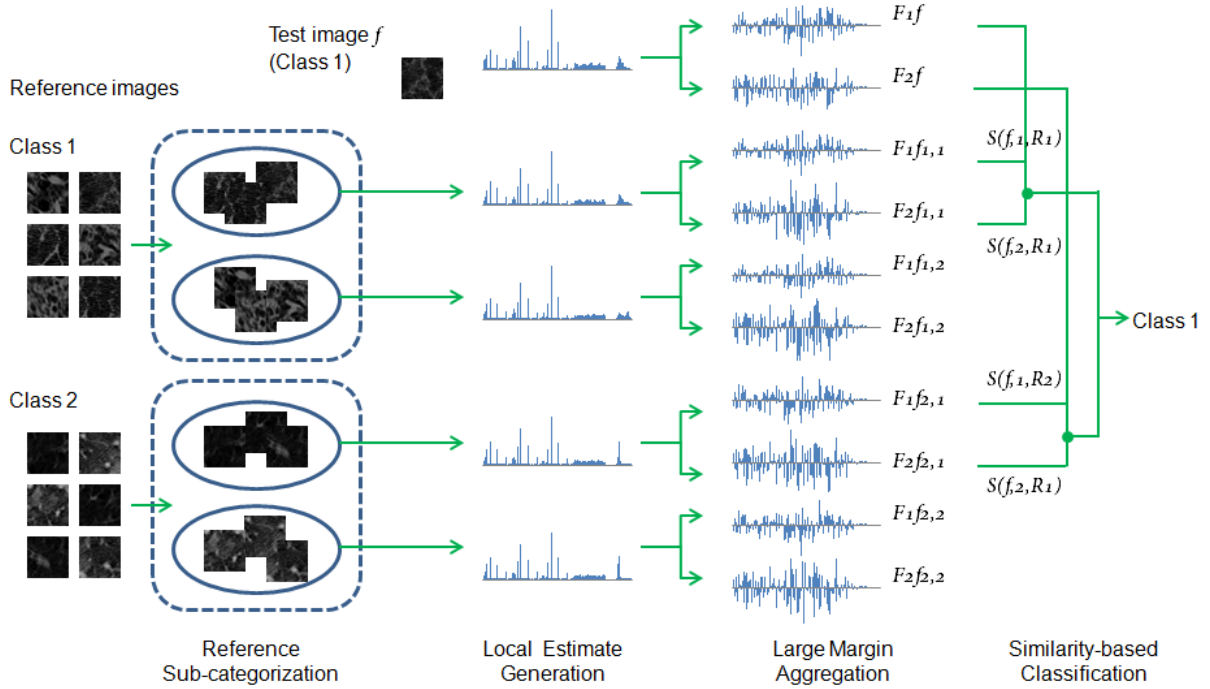 Test image f
(Class 1)
Reference images
Class 1
Class 2
F1f
F2f
F1f1,1
F2f1,1
F1f1,2
F2f1,2
F1f2,1
F2f2,1
F1f2,2
F2f2,2
S(f,1,R1)
S(f,2,R1)
S(f,1,R2)
S(f,2,R1)
Class 1
Reference
Sub-categorization
Local Estimate
Generation
Large Margin
Aggregation
Similarity-based
Classification